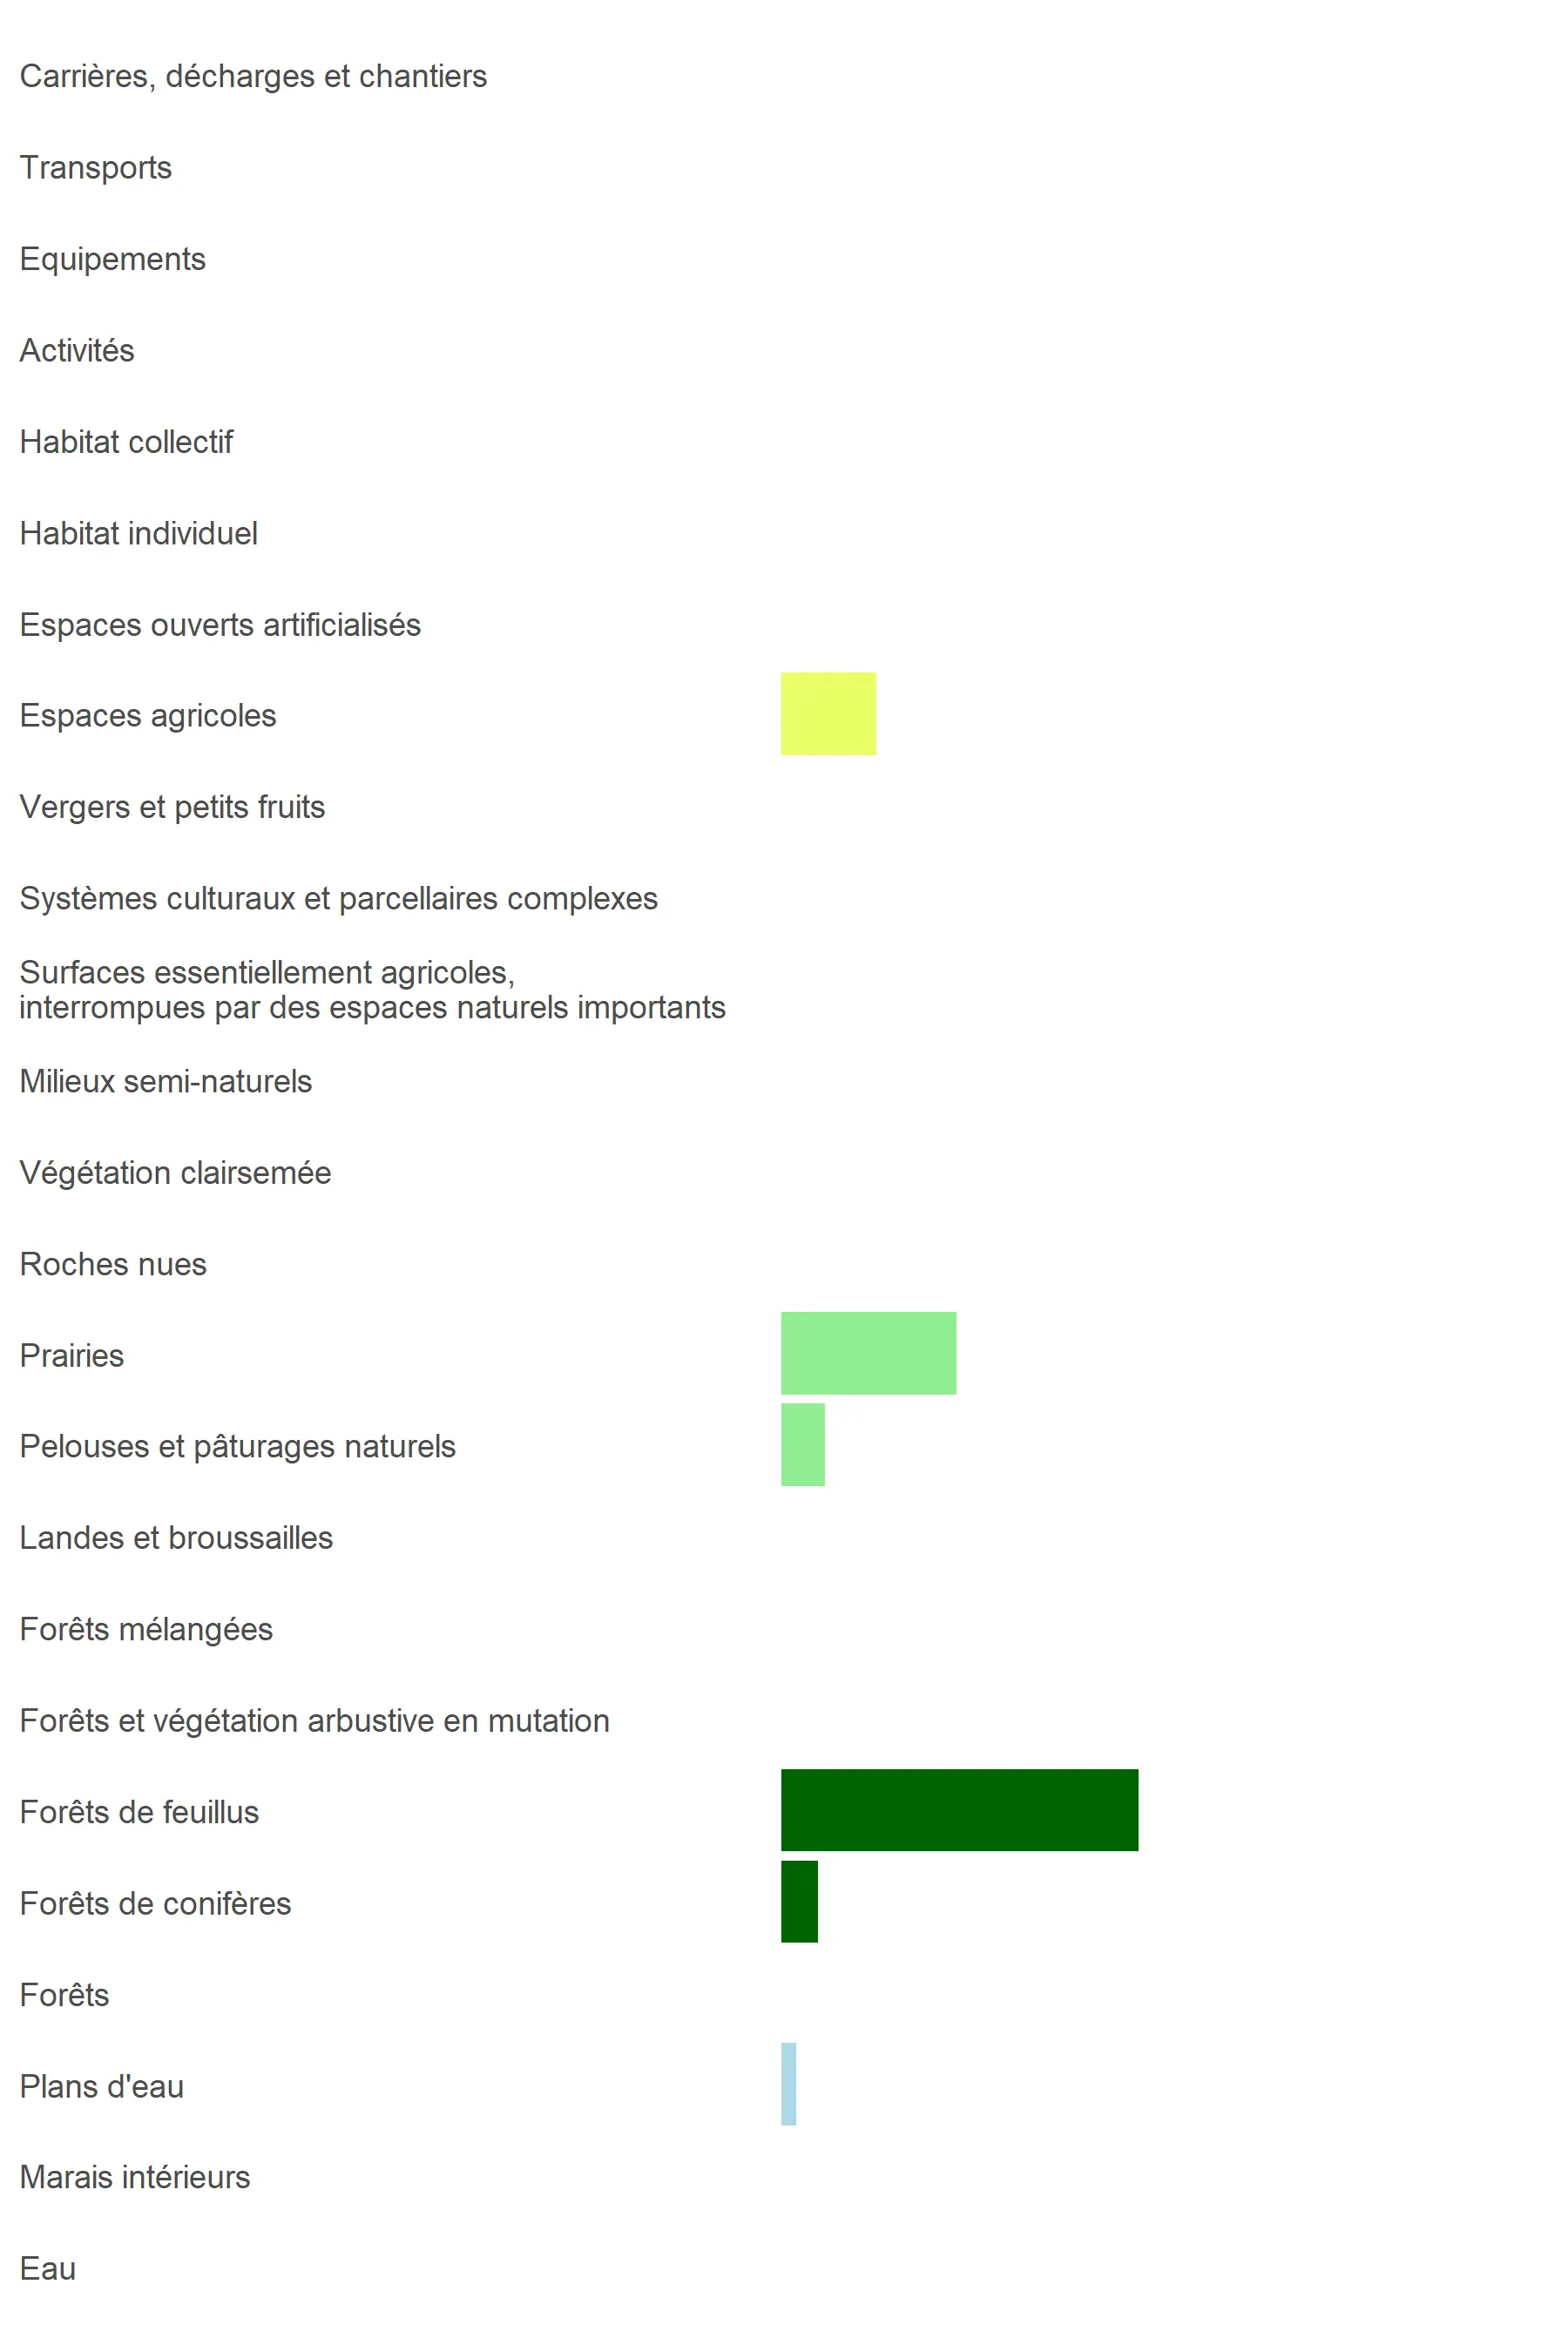 Carrières, décharges et chantiers
Transports
Equipements
Activités
Habitat collectif
Habitat individuel
Espaces ouverts artificialisés
Espaces agricoles
Vergers et petits fruits
Systèmes culturaux et parcellaires complexes
Surfaces essentiellement agricoles,
interrompues par des espaces naturels importants
Milieux semi-naturels
Végétation clairsemée
Roches nues
Prairies
Pelouses et pâturages naturels
Landes et broussailles
Forêts mélangées
Forêts et végétation arbustive en mutation
Forêts de feuillus
Forêts de conifères
Forêts
Plans d'eau
Marais intérieurs
Eau